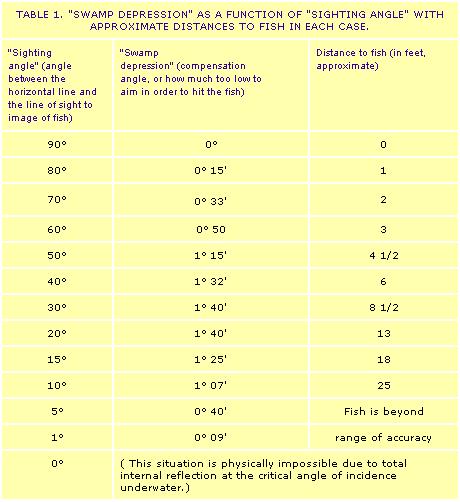 TABLE 1. "SWAMP DEPRESSION" AS A FUNCTION OF "SIGHTING ANGLE" WITH
APPROXIMATE DISTANCES TO FISH IN EACH CASE.
"Sighting
angle" (angle
between the
horizontal line and
the line of sight to
image of fish)
"Swamp
depression" (compensation
angle, or how much too low to
aim in order to hit the fish)
Distance to fish (in feet,
approximate)
90° 0° 0
80° 0° 15' 1
70° 0° 33' 2
60° 0° 50 3
50° 1° 15' 4 1/2
40° 1° 32' 6
30° 1° 40' 8 1/2
20° 1° 40' 13
15° 1° 25' 18
10° 1° 07' 25
5° 0° 40' Fish is beyond
1° 0° 09' range of accuracy
0° ( This situation is physically impossible due to total
internal reflection at the critical angle of incidence
underwater.)